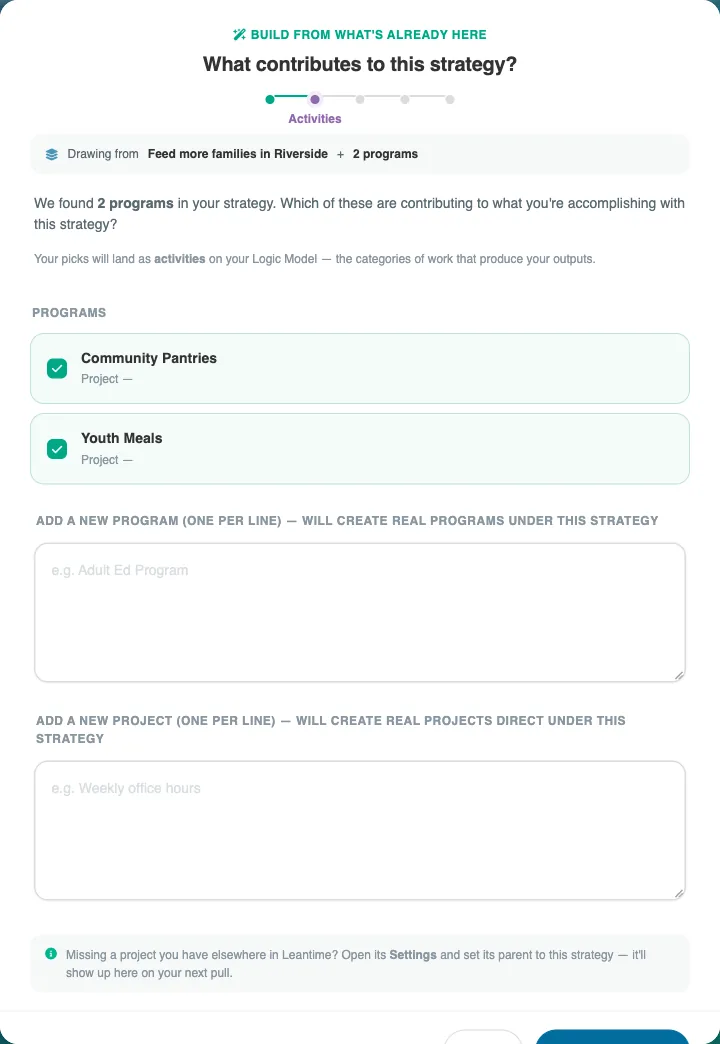 BUILD FROM WHAT'S ALREADY HERE
What contributes to this strategy?
Activities
Drawing from Feed more families in Riverside + 2 programs
We found 2 programs in your strategy. Which of these are contributing to what you're accomplishing with
this strategy?
Your picks will land as activities on your Logic Model — the categories of work that produce your outputs.
PROGRAMS
Community Pantries
Project —
Youth Meals
Project —
ADD A NEW PROGRAM (ONE PER LINE) — WILL CREATE REAL PROGRAMS UNDER THIS STRATEGY
e.g. Adult Ed Program
ADD A NEW PROJECT (ONE PER LINE) — WILL CREATE REAL PROJECTS DIRECT UNDER THIS
STRATEGY
e.g. Weekly office hours
Missing a project you have elsewhere in Leantime? Open its Settings and set its parent to this strategy — it'll
show up here on your next pull.